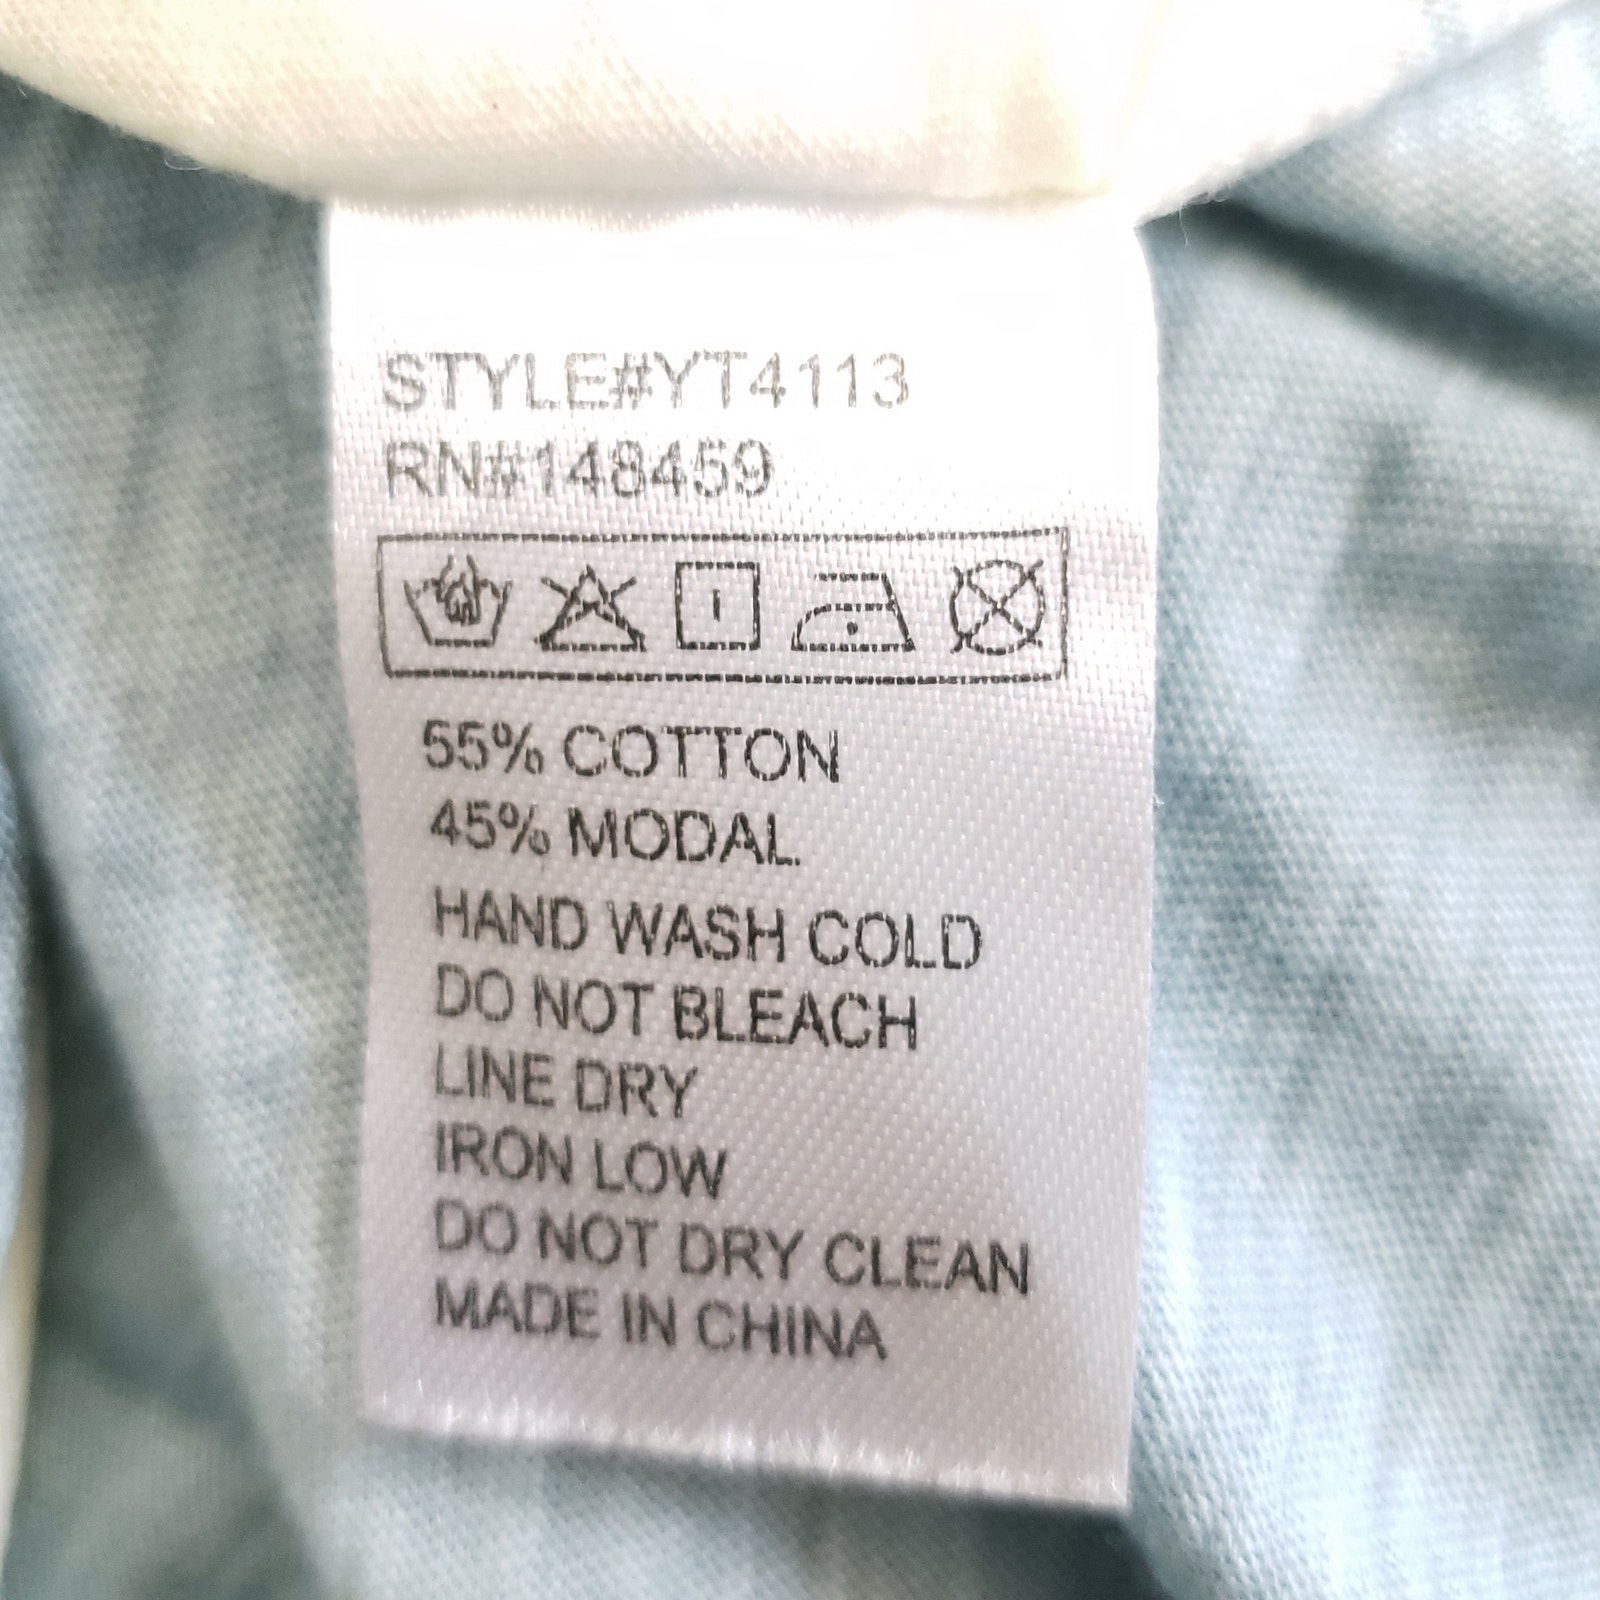 STYLE#YT4113
RN#148459
55% COTTON
45% MODAL.
HAND WASH COLD
DO NOT BLEACH
LINE DRY
IRON LOW
DO NOT DRY CLEAN
MADE IN CHINA